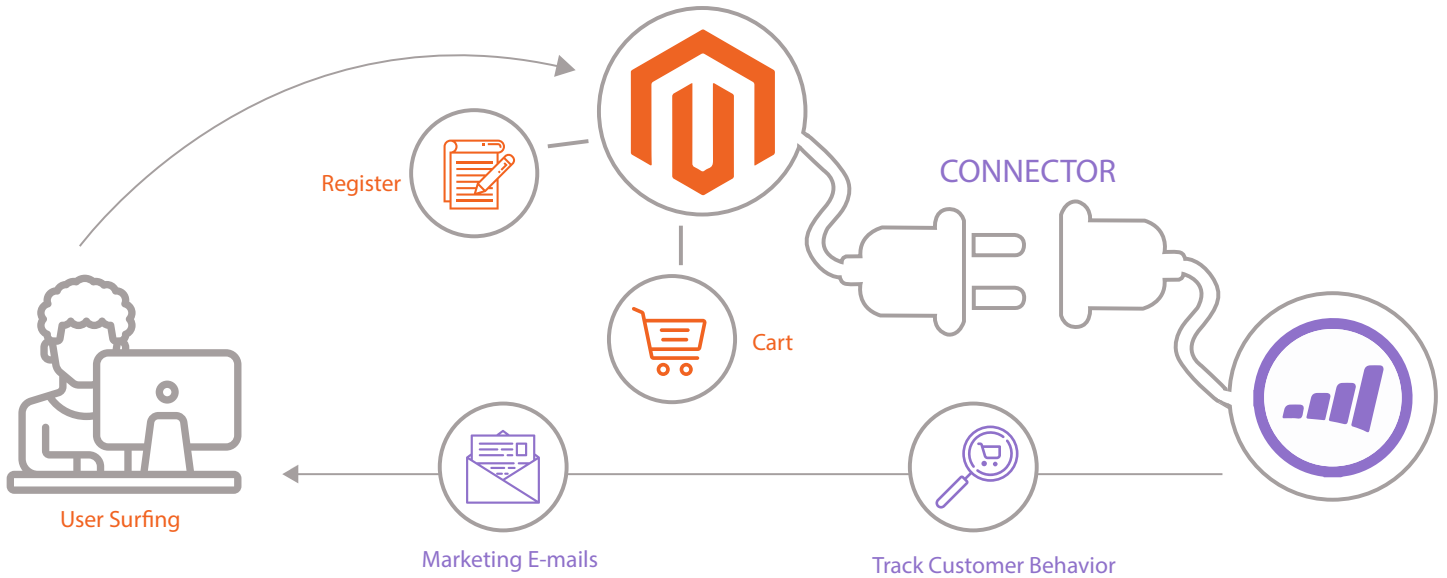 CONNECTOR
Register
Cart
User Surfing
Marketing E-mails
Track Customer Behavior